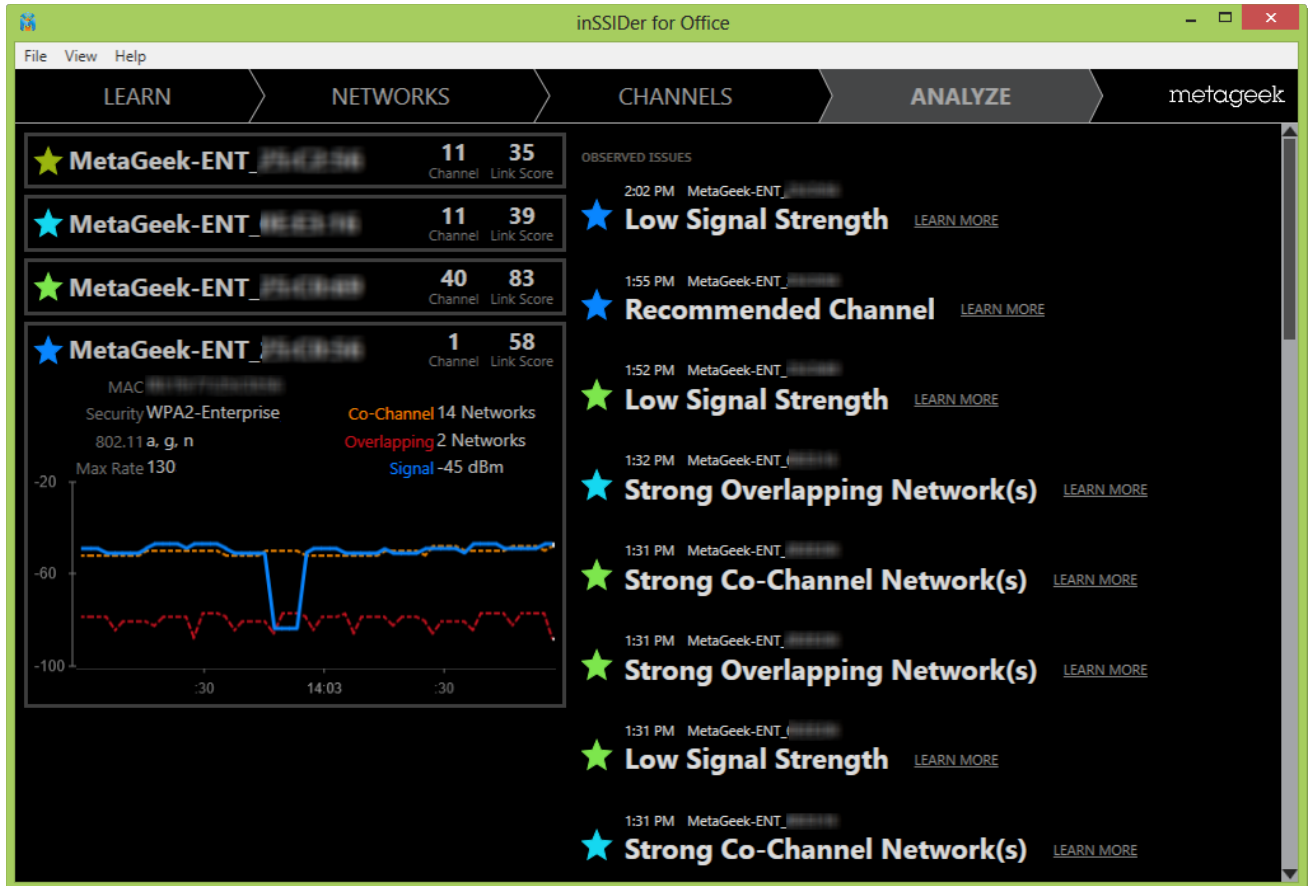 inSSIDer for Office
File View Help
LEARN NETWORKS CHANNELS ANALYZE metageek
MetaGeek-ENT_ 11 Channel 35 Link Score
MetaGeek-ENT_ 11 Channel 39 Link Score
MetaGeek-ENT_ 40 Channel 83 Link Score
MetaGeek-ENT_ 1 Channel 58 Link Score
MAC
Security WPA2-Enterprise Co-Channel 14 Networks
802.11 a, g, n Overlapping 2 Networks
Max Rate 130 Signal -45 dBm
-20
-60
-100
:30 14:03 :30
OBSERVED ISSUES
2:02 PM MetaGeek-ENT_
Low Signal Strength LEARN MORE
1:55 PM MetaGeek-ENT_
Recommended Channel LEARN MORE
1:52 PM MetaGeek-ENT_
Low Signal Strength LEARN MORE
1:32 PM MetaGeek-ENT_
Strong Overlapping Network(s) LEARN MORE
1:31 PM MetaGeek-ENT_
Strong Co-Channel Network(s) LEARN MORE
1:31 PM MetaGeek-ENT_
Strong Overlapping Network(s) LEARN MORE
1:31 PM MetaGeek-ENT_
Low Signal Strength LEARN MORE
1:31 PM MetaGeek-ENT_
Strong Co-Channel Network(s) LEARN MORE